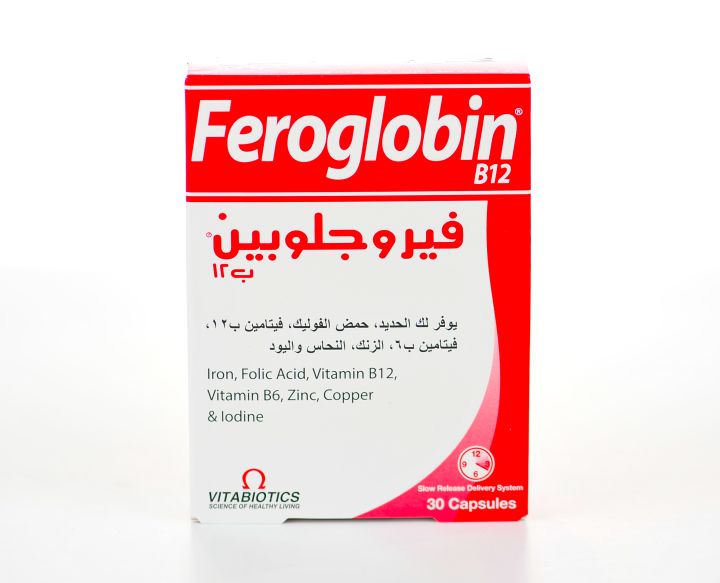 Feroglobin®
B12
فيروجلوبين
ب١٢
يوفر لك الحديد، حمض الفوليك، فيتامين ب١٢،
فيتامين ب٦، الزنك، النحاس واليود
Iron, Folic Acid, Vitamin B12,
Vitamin B6, Zinc, Copper
& Iodine
12
9 3
6
Slow Release Delivery System
30 Capsules
VITABIOTICS
SCIENCE OF HEALTHY LIVING